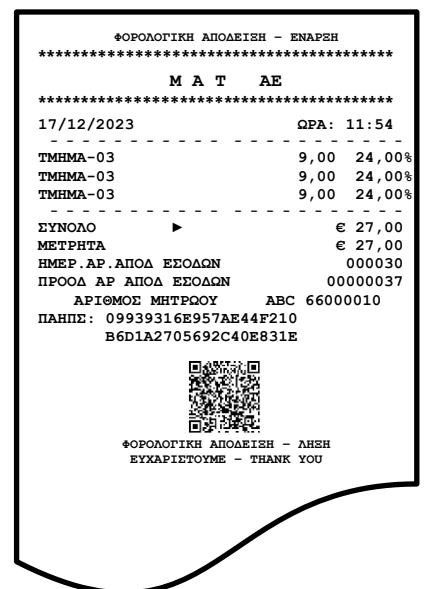 ΦΟΡΟΛΟΓΙΚΗ ΑΠΟΔΕΙΞΗ – ΕΝΑΡΞΗ
******************************************
Μ Α Τ ΑΕ
******************************************
17/12/2023 ΩΡΑ: 11:54
- - - - - - - - - - - - - - - - - - - -
ΤΜΗΜΑ-03 9,00 24,00%
ΤΜΗΜΑ-03 9,00 24,00%
ΤΜΗΜΑ-03 9,00 24,00%
- - - - - - - - - - - - - - - - - - - -
ΣΥΝΟΛΟ ► € 27,00
ΜΕΤΡΗΤΑ € 27,00
ΗΜΕΡ.ΑΡ.ΑΠΟΔ ΕΣΟΔΩΝ 000030
ΠΡΟΟΔ ΑΡ ΑΠΟΔ ΕΣΟΔΩΝ 00000037
ΑΡΙΘΜΟΣ ΜΗΤΡΩΟΥ ABC 66000010
ΠΑΗΠΣ: 09939316E957AE44F210
B6D1A2705692C40E831E
ΦΟΡΟΛΟΓΙΚΗ ΑΠΟΔΕΙΞΗ – ΛΗΞΗ
ΕΥΧΑΡΙΣΤΟΥΜΕ – THANK YOU